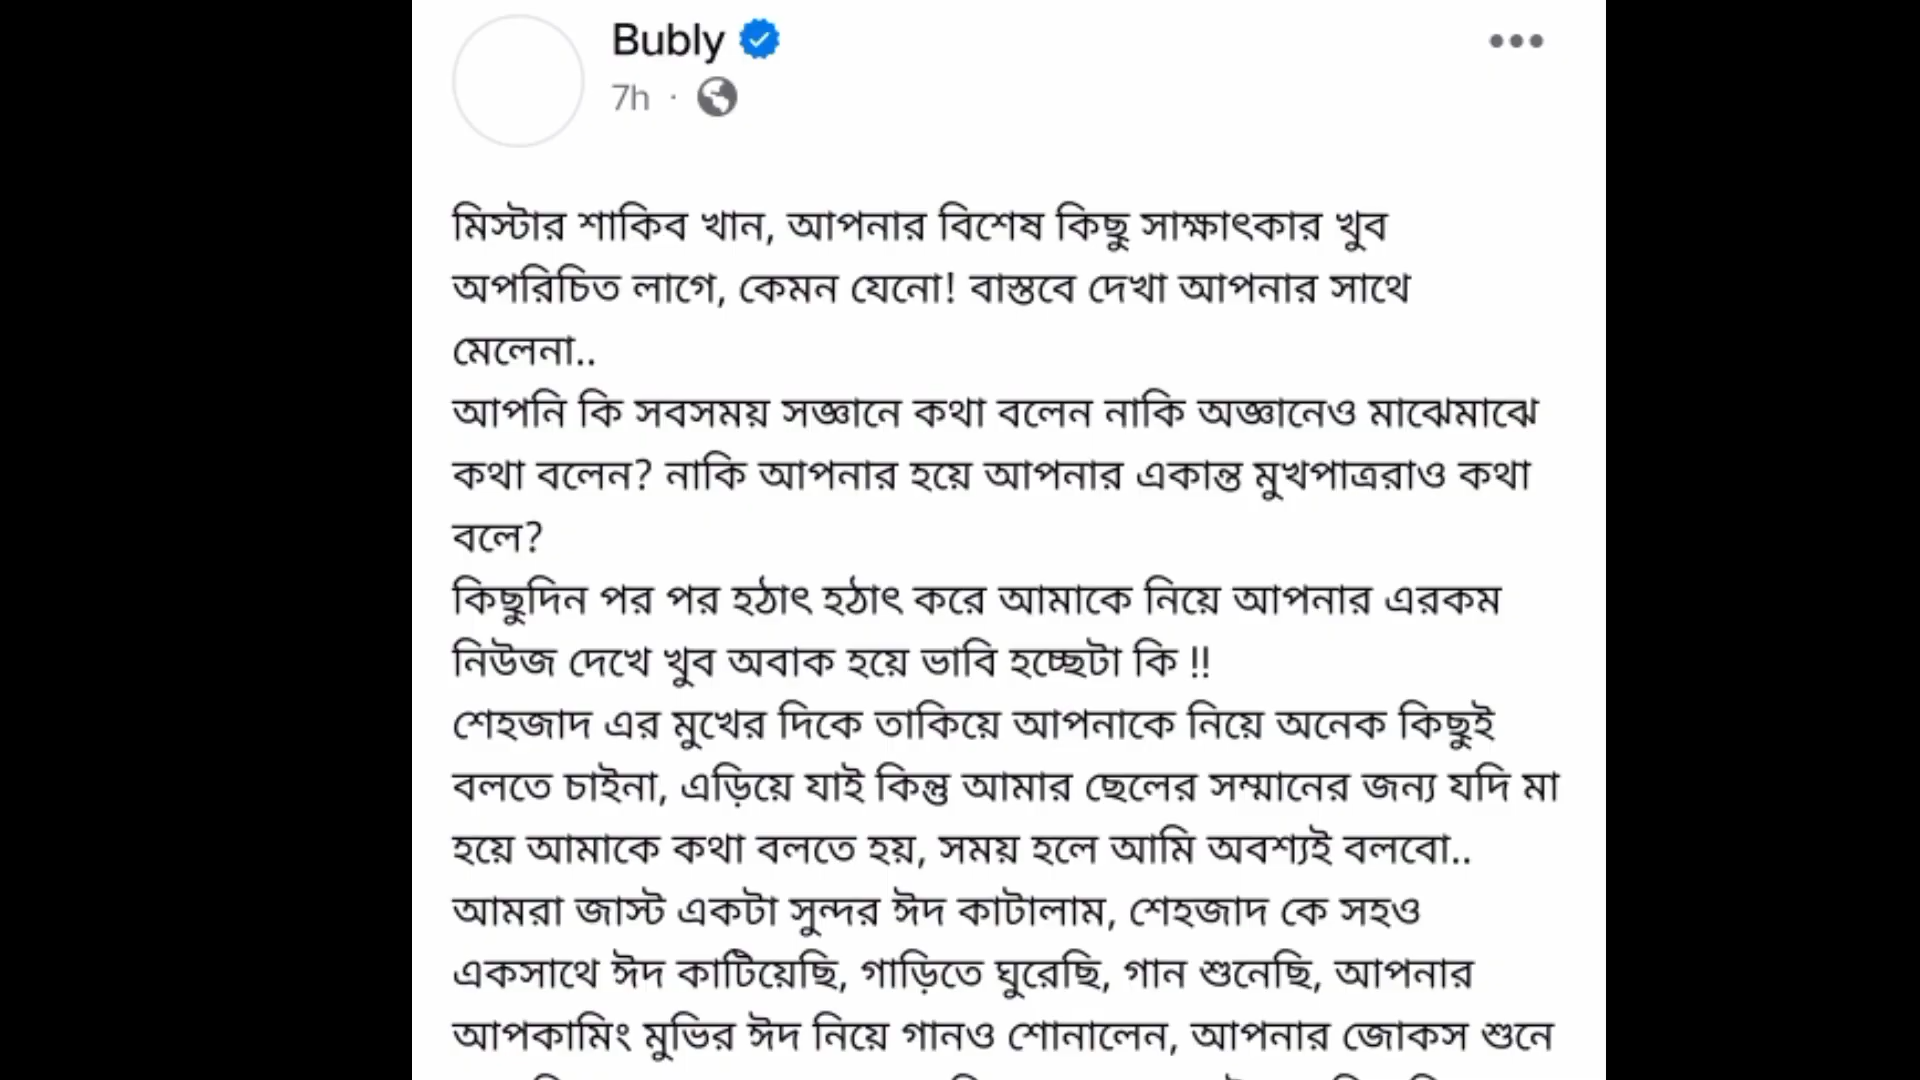 Bubly
7h ·
মিস্টার শাকিব খান, আপনার বিশেষ কিছু সাক্ষাৎকার খুব
অপরিচিত লাগে, কেমন যেনো! বাস্তবে দেখা আপনার সাথে
মেলেনা..
আপনি কি সবসময় সজ্ঞানে কথা বলেন নাকি অজ্ঞানেও মাঝেমাঝে
কথা বলেন? নাকি আপনার হয়ে আপনার একান্ত মুখপাত্ররাও কথা
বলে?
কিছুদিন পর পর হঠাৎ হঠাৎ করে আমাকে নিয়ে আপনার এরকম
নিউজ দেখে খুব অবাক হয়ে ভাবি হচ্ছেটা কি !!
শেহজাদ এর মুখের দিকে তাকিয়ে আপনাকে নিয়ে অনেক কিছুই
বলতে চাইনা, এড়িয়ে যাই কিন্তু আমার ছেলের সম্মানের জন্য যদি মা
হয়ে আমাকে কথা বলতে হয়, সময় হলে আমি অবশ্যই বলবো..
আমরা জাস্ট একটা সুন্দর ঈদ কাটালাম, শেহজাদ কে সহও
একসাথে ঈদ কাটিয়েছি, গাড়িতে ঘুরেছি, গান শুনেছি, আপনার
আপকামিং মুভির ঈদ নিয়ে গানও শোনালেন, আপনার জোকস শুনে